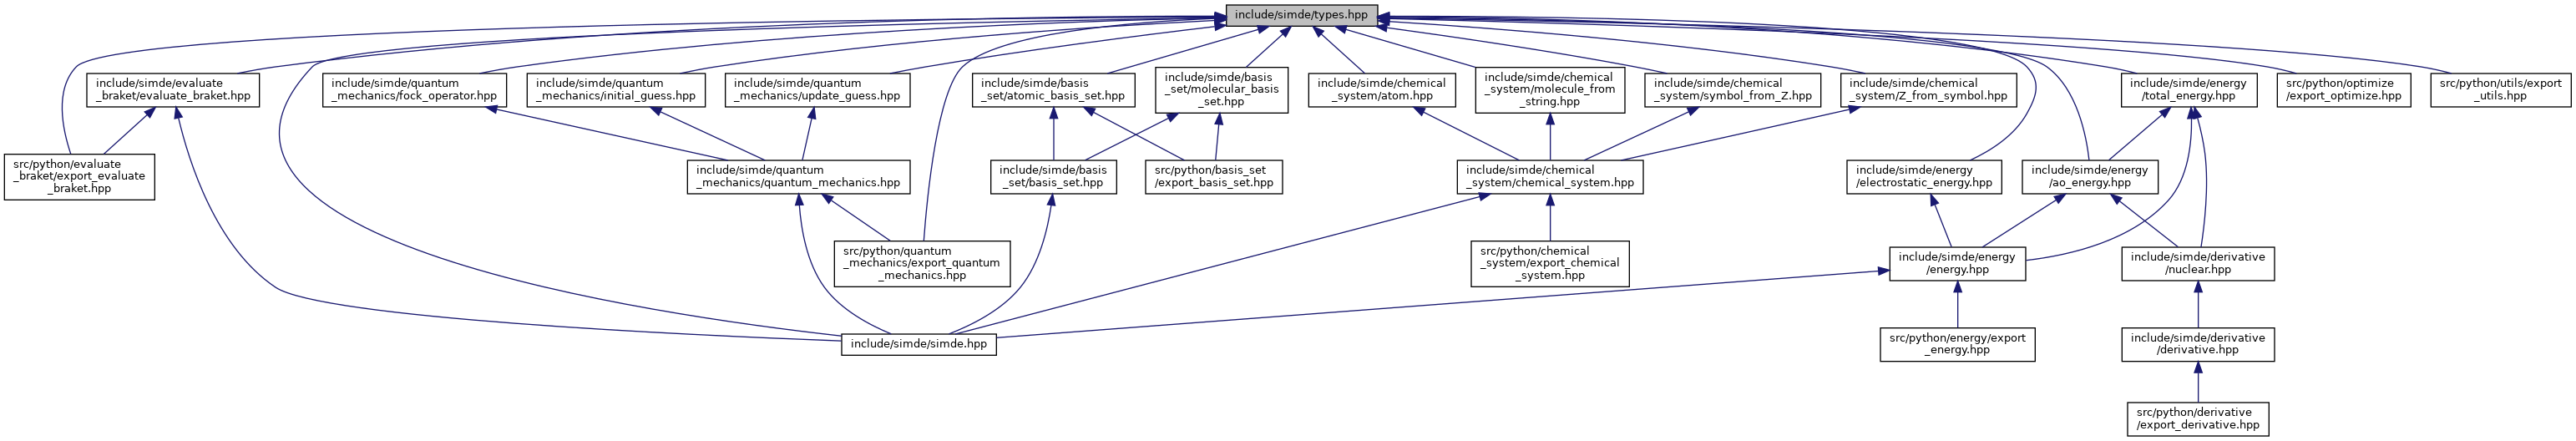 include/simde/types.hpp
include/simde/evaluate
_braket/evaluate_braket.hpp
include/simde/quantum
_mechanics/fock_operator.hpp
include/simde/quantum
_mechanics/initial_guess.hpp
include/simde/quantum
_mechanics/update_guess.hpp
include/simde/basis
_set/atomic_basis_set.hpp
include/simde/basis
_set/molecular_basis
_set.hpp
include/simde/chemical
_system/atom.hpp
include/simde/chemical
_system/molecule_from
_string.hpp
include/simde/chemical
_system/symbol_from_Z.hpp
include/simde/chemical
_system/Z_from_symbol.hpp
include/simde/energy
/total_energy.hpp
src/python/optimize
/export_optimize.hpp
src/python/utils/export
_utils.hpp
src/python/evaluate
_braket/export_evaluate
_braket.hpp
include/simde/quantum
_mechanics/quantum_mechanics.hpp
include/simde/basis
_set/basis_set.hpp
src/python/basis_set
/export_basis_set.hpp
include/simde/chemical
_system/chemical_system.hpp
include/simde/energy
/electrostatic_energy.hpp
include/simde/energy
/ao_energy.hpp
src/python/quantum
_mechanics/export_quantum
_mechanics.hpp
src/python/chemical
_system/export_chemical
_system.hpp
include/simde/energy
/energy.hpp
include/simde/derivative
/nuclear.hpp
include/simde/simde.hpp
src/python/energy/export
_energy.hpp
include/simde/derivative
/derivative.hpp
src/python/derivative
/export_derivative.hpp